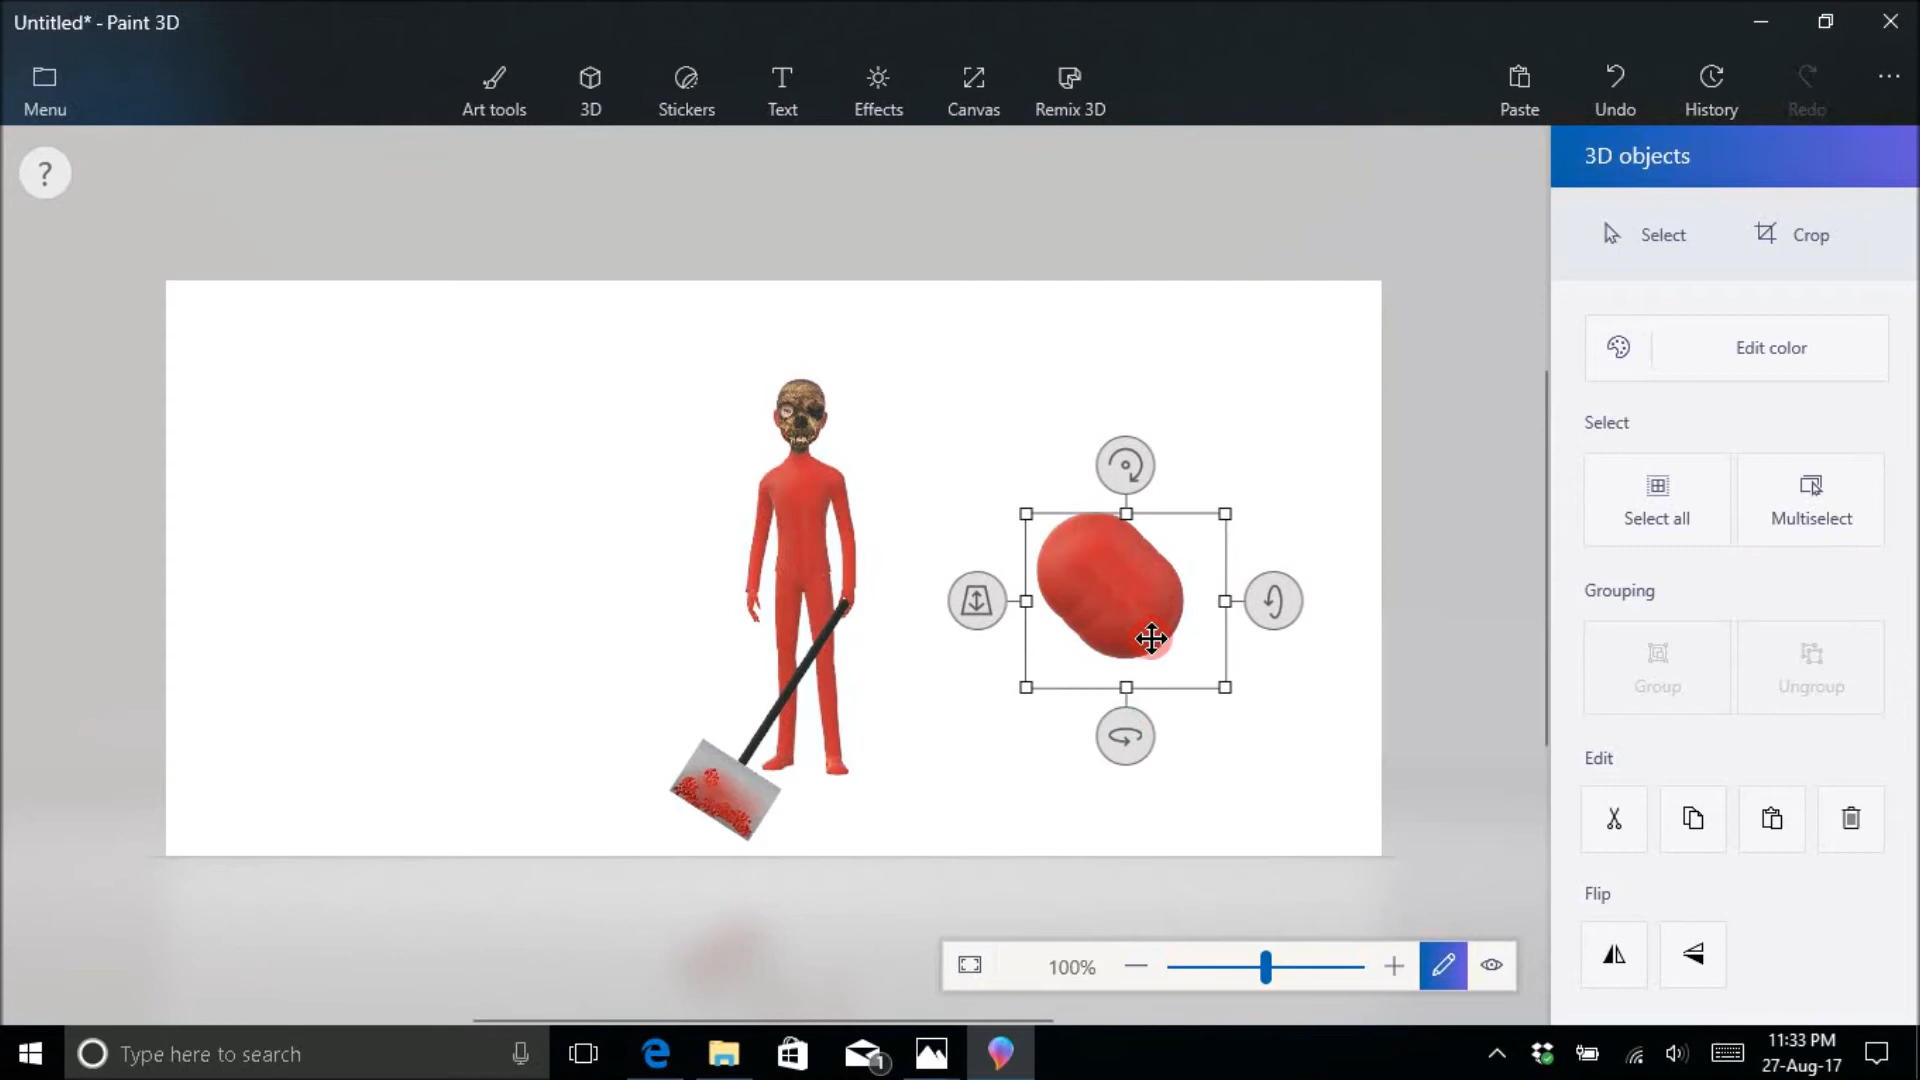 Untitled* - Paint 3D
Menu
Art tools
3D
Stickers
Text
Effects
Canvas
Remix 3D
Paste
Undo
History
Redo
?
3D objects
Select
Crop
Edit color
Select
Select all
Multiselect
Grouping
Group
Ungroup
Edit
Flip
100%
Type here to search
1
11:33 PM
27-Aug-17